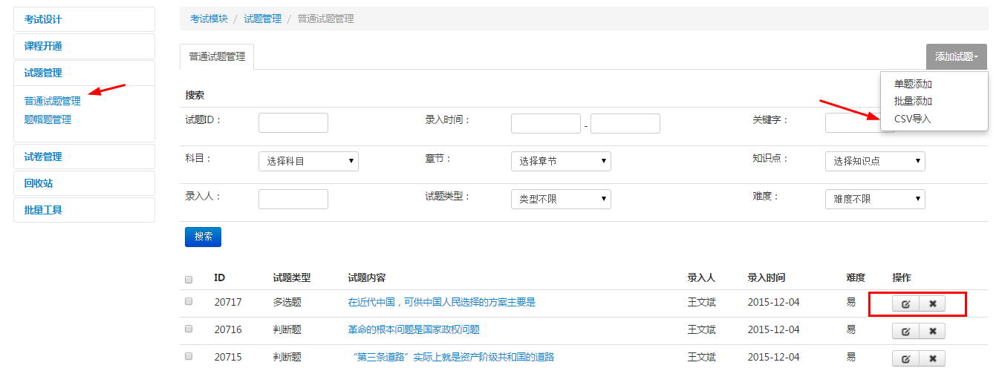 考试设计
课程开通
试题管理
普通试题管理
题帽题管理
试卷管理
回收站
批量工具
考试模块 / 试题管理 / 普通试题管理
普通试题管理
添加试题
单题添加
批量添加
CSV导入
搜索
试题ID： 录入时间： - 关键字：
科目： 选择科目 章节： 选择章节 知识点： 选择知识点
录入人： 试题类型： 类型不限 难度： 难度不限
搜索
ID 试题类型 试题内容 录入人 录入时间 难度 操作
20717 多选题 在近代中国，可供中国人民选择的方案主要是 王文斌 2015-12-04 易
20716 判断题 革命的根本问题是国家政权问题 王文斌 2015-12-04 易
20715 判断题 “第三条道路”实际上就是资产阶级共和国的道路 王文斌 2015-12-04 易